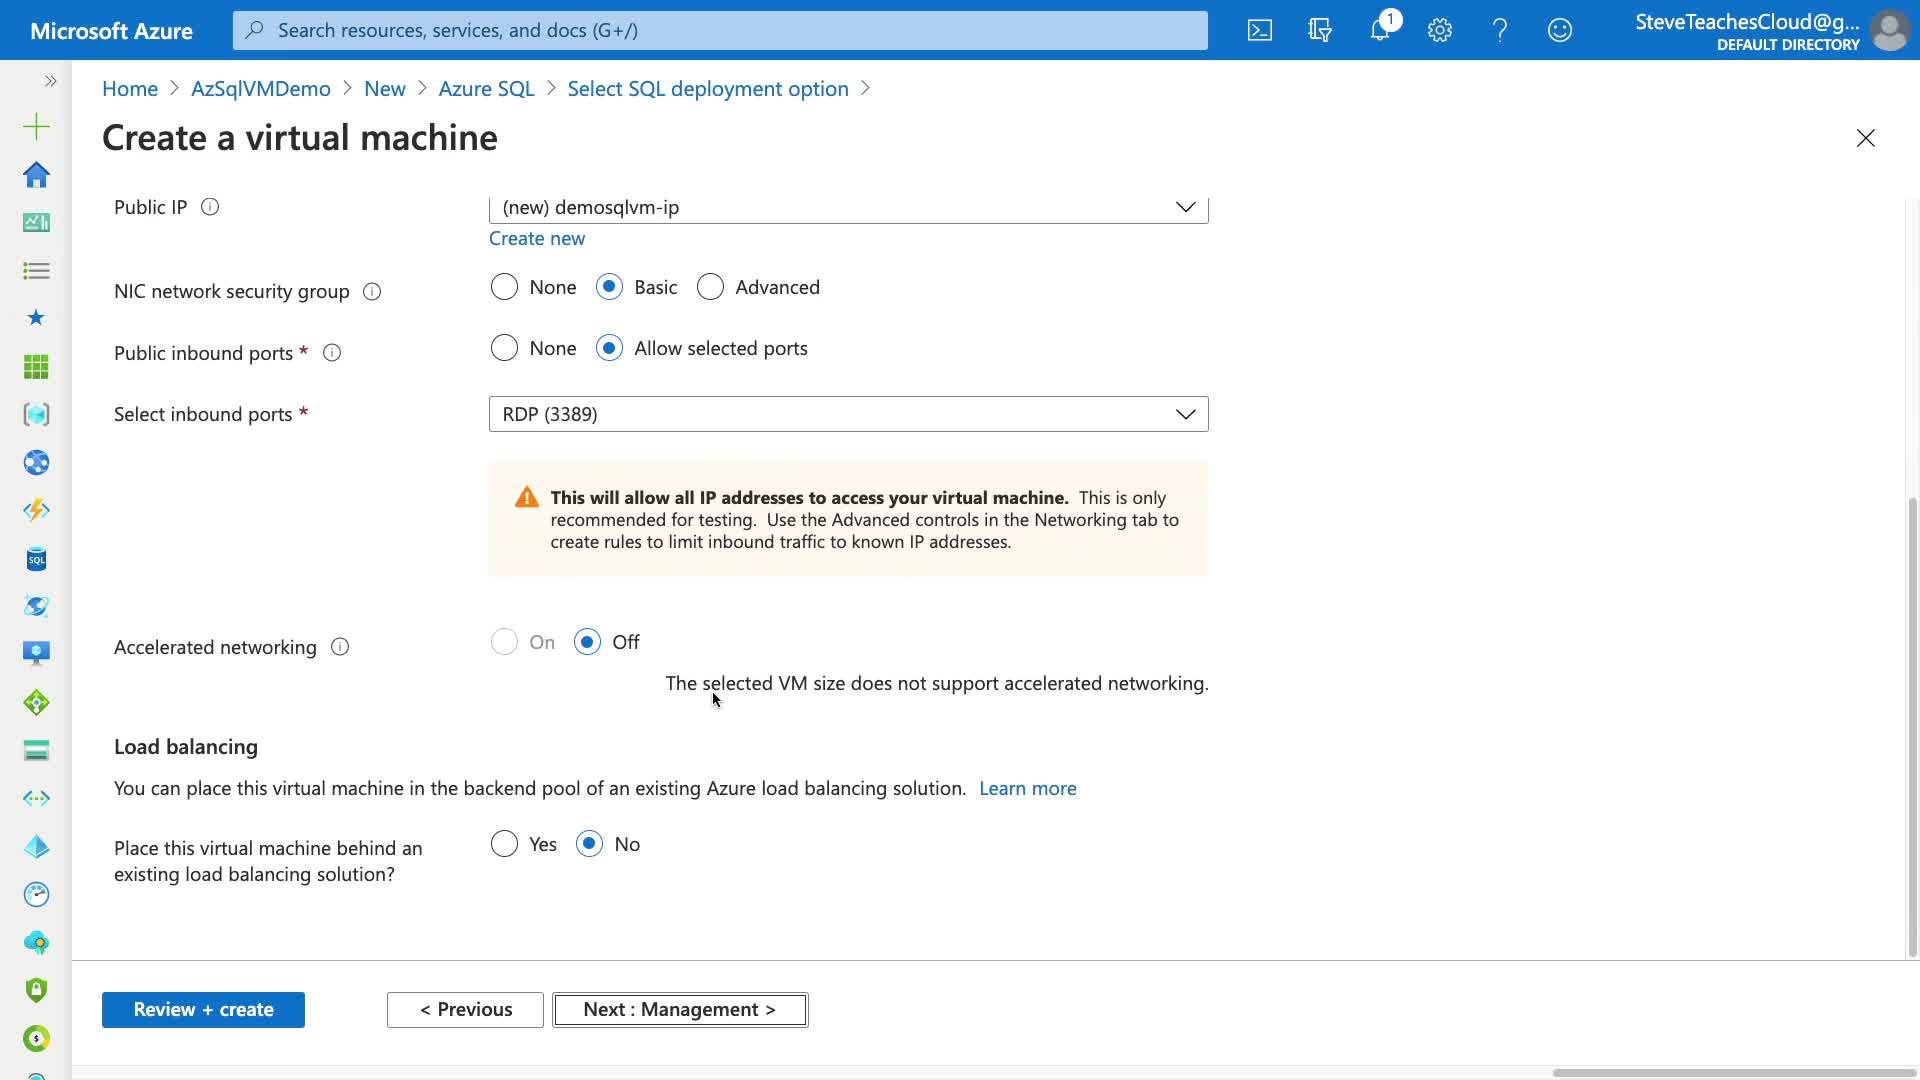 Microsoft Azure
Search resources, services, and docs (G+/)
1
SteveTeachesCloud@g...
DEFAULT DIRECTORY
Home > AzSqlVMDemo > New > Azure SQL > Select SQL deployment option >
Create a virtual machine
Public IP
(new) demosqlvm-ip
Create new
NIC network security group
None Basic Advanced
Public inbound ports *
None Allow selected ports
Select inbound ports *
RDP (3389)
This will allow all IP addresses to access your virtual machine. This is only
recommended for testing. Use the Advanced controls in the Networking tab to
create rules to limit inbound traffic to known IP addresses.
Accelerated networking
On Off
The selected VM size does not support accelerated networking.
Load balancing
You can place this virtual machine in the backend pool of an existing Azure load balancing solution. Learn more
Place this virtual machine behind an
existing load balancing solution?
Yes No
SQL
Review + create
< Previous
Next : Management >